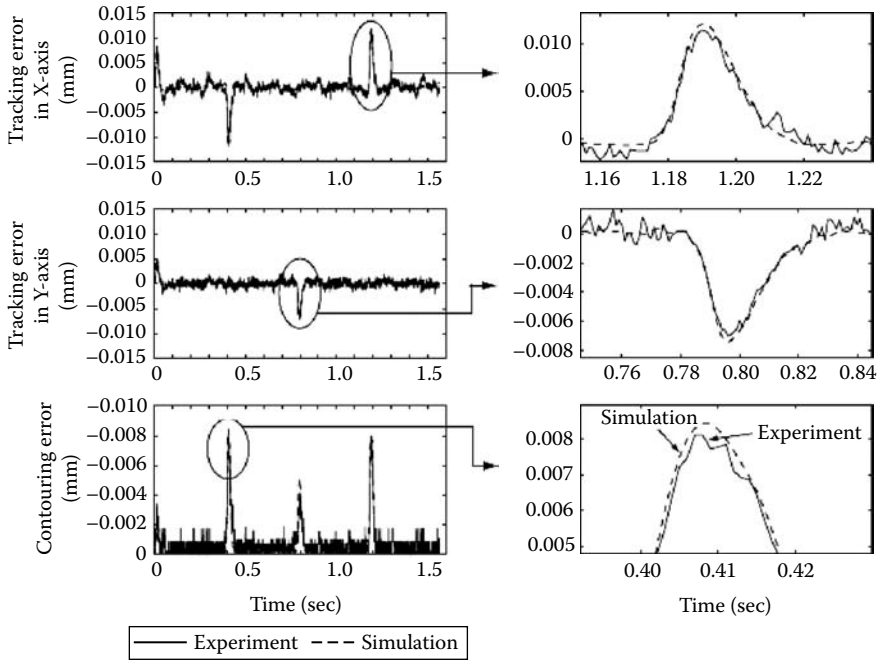 Tracking error
in X-axis
(mm)
0.015
0.010
0.005
0
−0.005
−0.010
−0.015
0 0.5 1.0 1.5
0.010
0.005
0
1.16 1.18 1.20 1.22
Tracking error
in Y-axis
(mm)
0.015
0.010
0.005
0
−0.005
−0.010
−0.015
0 0.5 1.0 1.5
0
−0.002
−0.004
−0.006
−0.008
0.76 0.78 0.80 0.82 0.84
Contouring error
(mm)
−0.010
−0.008
−0.006
−0.004
−0.002
0
0 0.5 1.0 1.5
Time (sec)
Simulation
Experiment
0.008
0.007
0.006
0.005
0.40 0.41 0.42
Time (sec)
Experiment Simulation